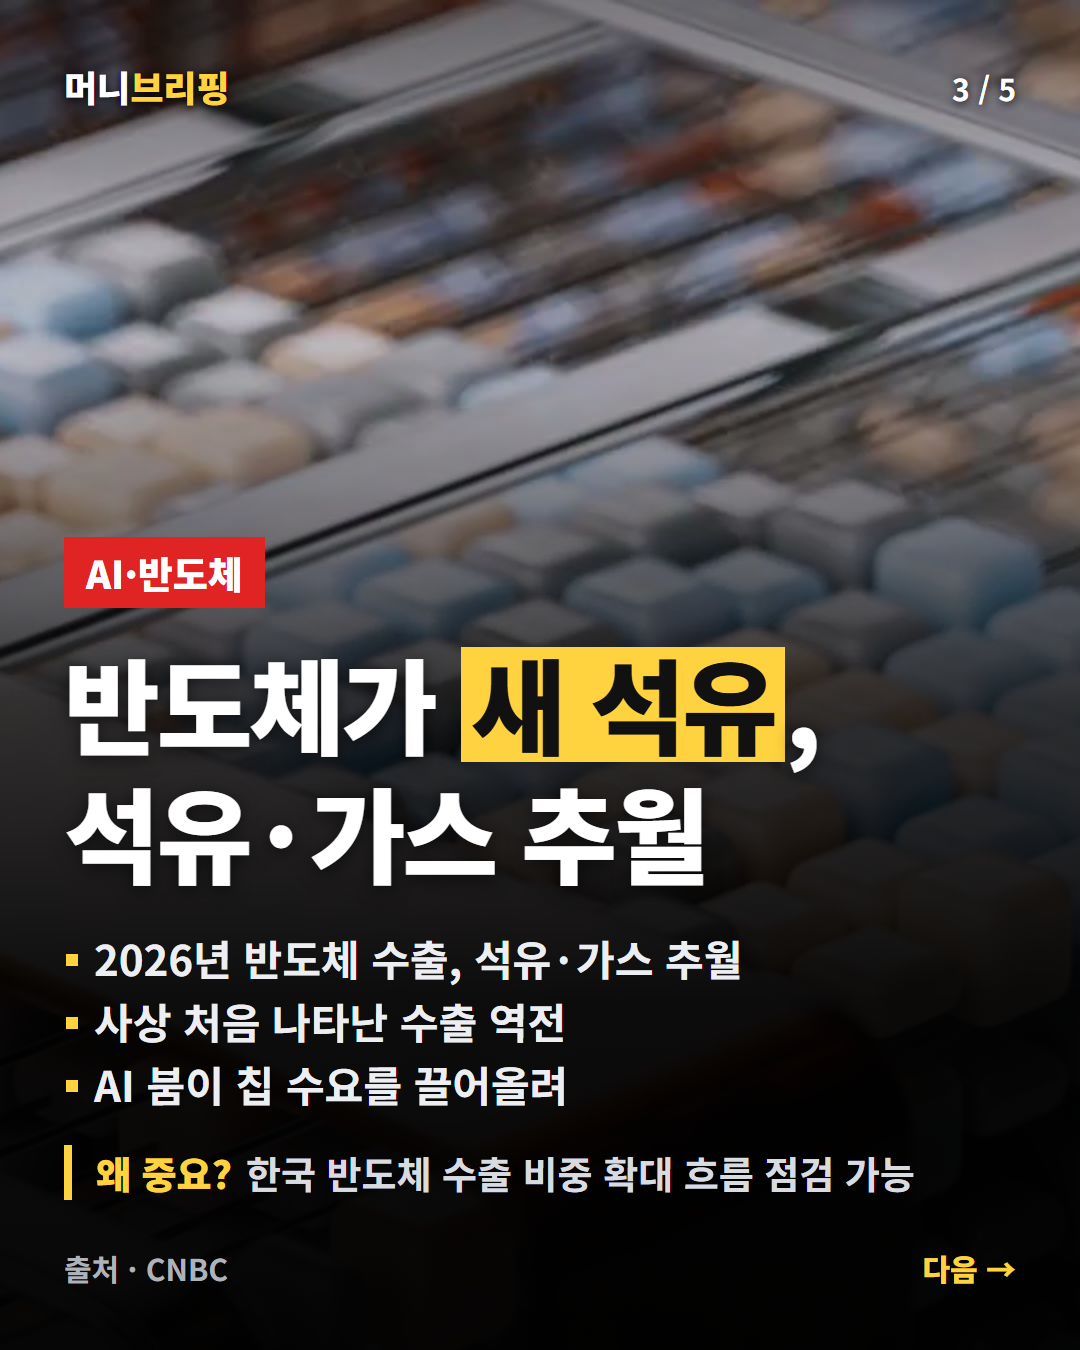 머니브리핑
3 / 5
AI·반도체
반도체가 새 석유,
석유·가스 추월
2026년 반도체 수출, 석유·가스 추월
사상 처음 나타난 수출 역전
AI 붐이 칩 수요를 끌어올려
왜 중요? 한국 반도체 수출 비중 확대 흐름 점검 가능
출처 · CNBC
다음 →